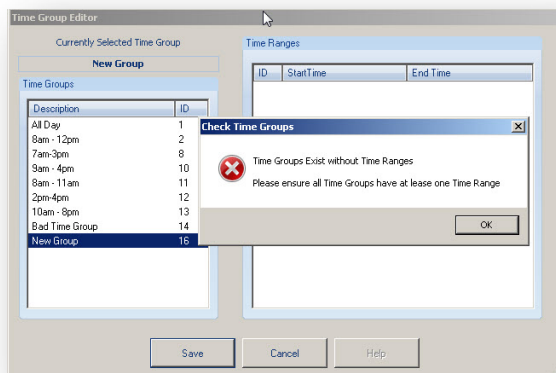 Time Group Editor
Currently Selected Time Group
New Group
Time Groups
Description ID
All Day 1
8am - 12pm 2
7am-3pm 8
9am - 4pm 10
8am - 11am 11
2pm-4pm 12
10am - 8pm 13
Bad Time Group 14
New Group 16
Time Ranges
ID StartTime End Time
Check Time Groups
Time Groups Exist without Time Ranges
Please ensure all Time Groups have at lease one Time Range
OK
Save Cancel Help